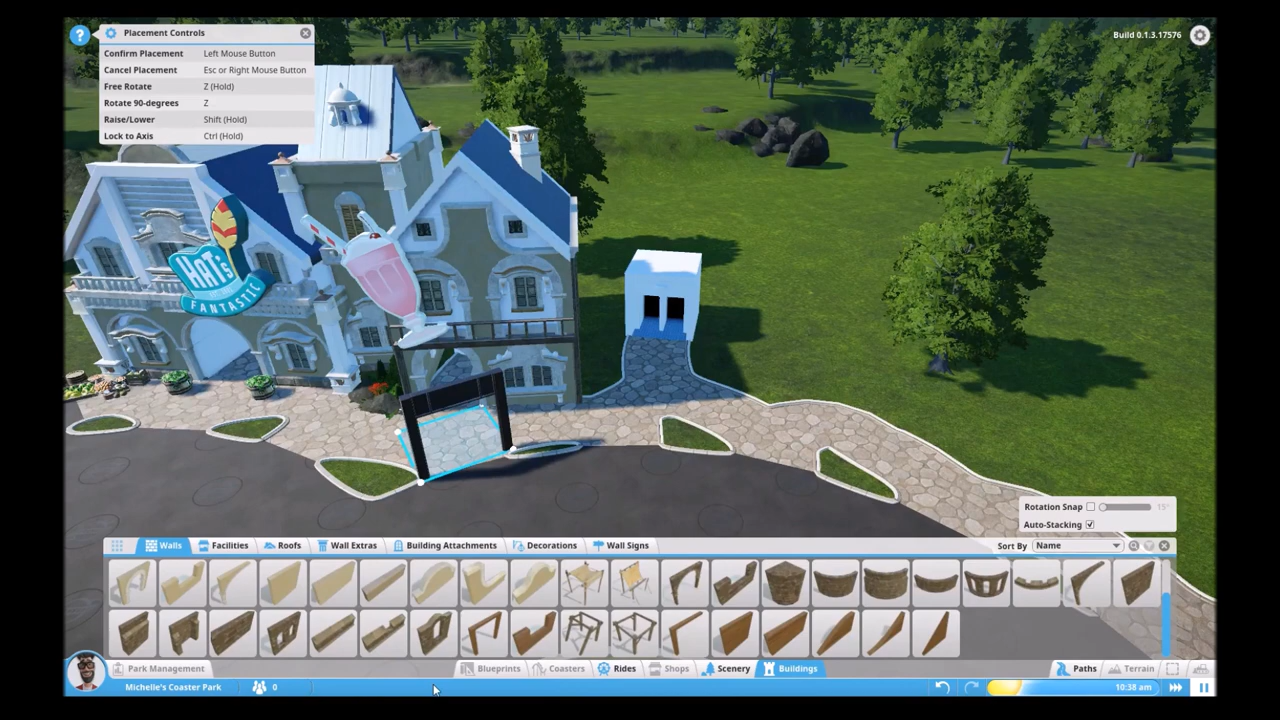 ?
Placement Controls
Build 0.1.3.17576
Confirm Placement Left Mouse Button
Cancel Placement Esc or Right Mouse Button
Free Rotate Z (Hold)
Rotate 90-degrees Z
Raise/Lower Shift (Hold)
Lock to Axis Ctrl (Hold)
HAT'S
FANTASTIC
Rotation Snap 15°
Auto-Stacking
Walls Facilities Roofs Wall Extras Building Attachments Decorations Wall Signs Sort By Name
Park Management Blueprints Coasters Rides Shops Scenery Buildings Paths Terrain
Michelle's Coaster Park 0 10:38 am